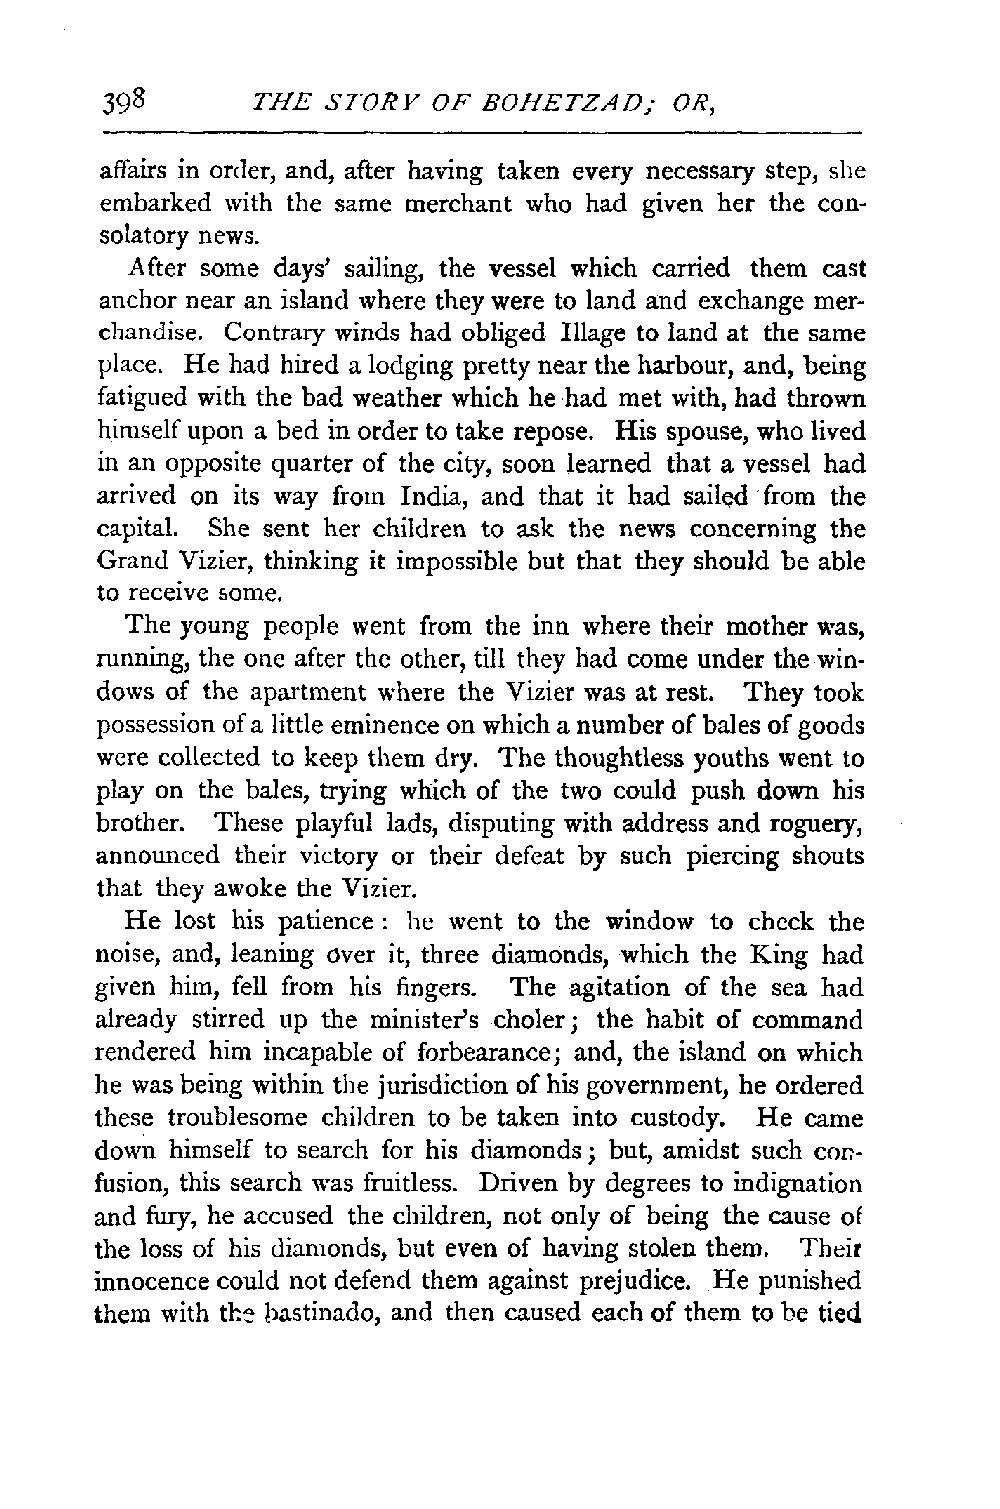 398 THE STORY OF BOHETZAD; OR,
affairs in order, and, after having taken every necessary step, she
embarked with the same merchant who had given her the con-
solatory news.
After some days' sailing, the vessel which carried them cast
anchor near an island where they were to land and exchange mer-
chandise. Contrary winds had obliged Illage to land at the same
place. He had hired a lodging pretty near the harbour, and, being
fatigued with the bad weather which he had met with, had thrown
himself upon a bed in order to take repose. His spouse, who lived
in an opposite quarter of the city, soon learned that a vessel had
arrived on its way from India, and that it had sailed from the
capital. She sent her children to ask the news concerning the
Grand Vizier, thinking it impossible but that they should be able
to receive some.
The young people went from the inn where their mother was,
running, the one after the other, till they had come under the win-
dows of the apartment where the Vizier was at rest. They took
possession of a little eminence on which a number of bales of goods
were collected to keep them dry. The thoughtless youths went to
play on the bales, trying which of the two could push down his
brother. These playful lads, disputing with address and roguery,
announced their victory or their defeat by such piercing shouts
that they awoke the Vizier.
He lost his patience : he went to the window to check the
noise, and, leaning over it, three diamonds, which the King had
given him, fell from his fingers. The agitation of the sea had
already stirred up the minister's choler; the habit of command
rendered him incapable of forbearance; and, the island on which
he was being within the jurisdiction of his government, he ordered
these troublesome children to be taken into custody. He came
down himself to search for his diamonds; but, amidst such con-
fusion, this search was fruitless. Driven by degrees to indignation
and fury, he accused the children, not only of being the cause of
the loss of his diamonds, but even of having stolen them. Their
innocence could not defend them against prejudice. He punished
them with the bastinado, and then caused each of them to be tied